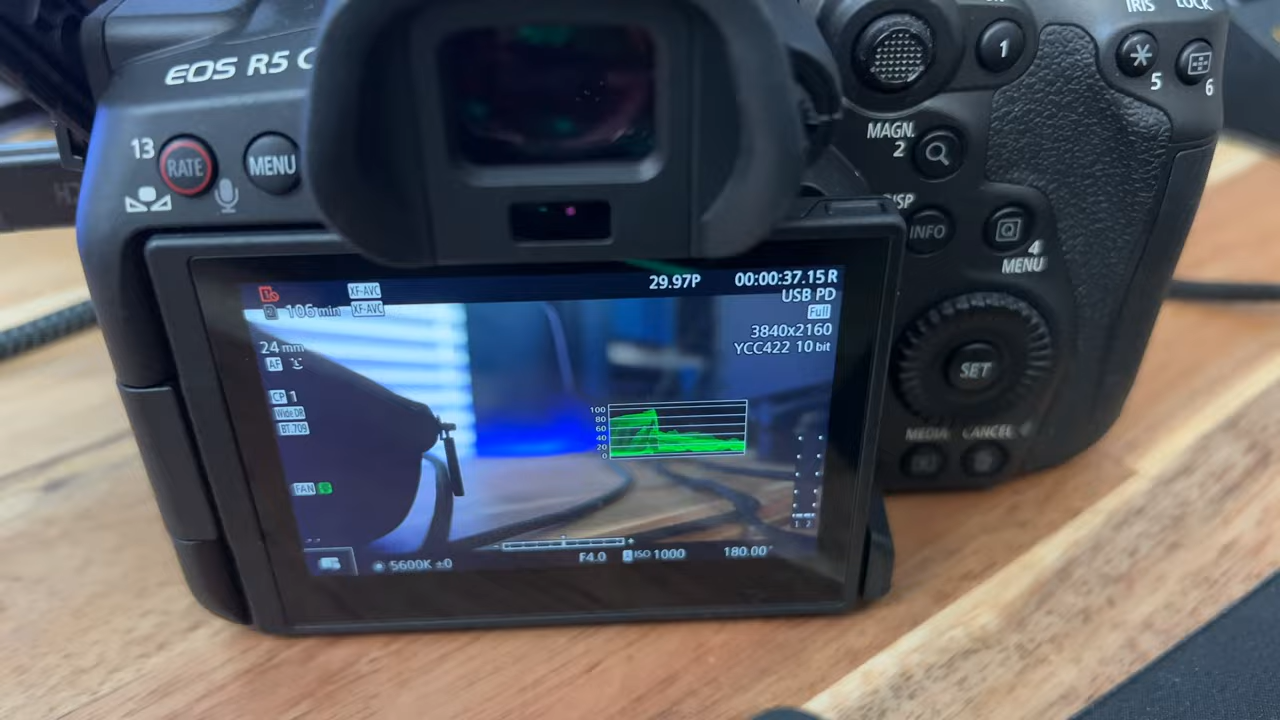 IRIS LOCK
EOS R5 C
1
5
6
13
RATE
MENU
MAGN.
2
INFO
Q
4
MENU
SET
MEDIA CANCEL
29.97P 00:00:37.15 R
XF-AVC
USB PD
106 min XF-AVC
Full
3840x2160
24 mm
YCC422 10 bit
AF
CP 1
Wide DR
BT.709
100
80
60
40
20
0
FAN
1 2
5600K ±0
F4.0
A ISO 1000
180.00°